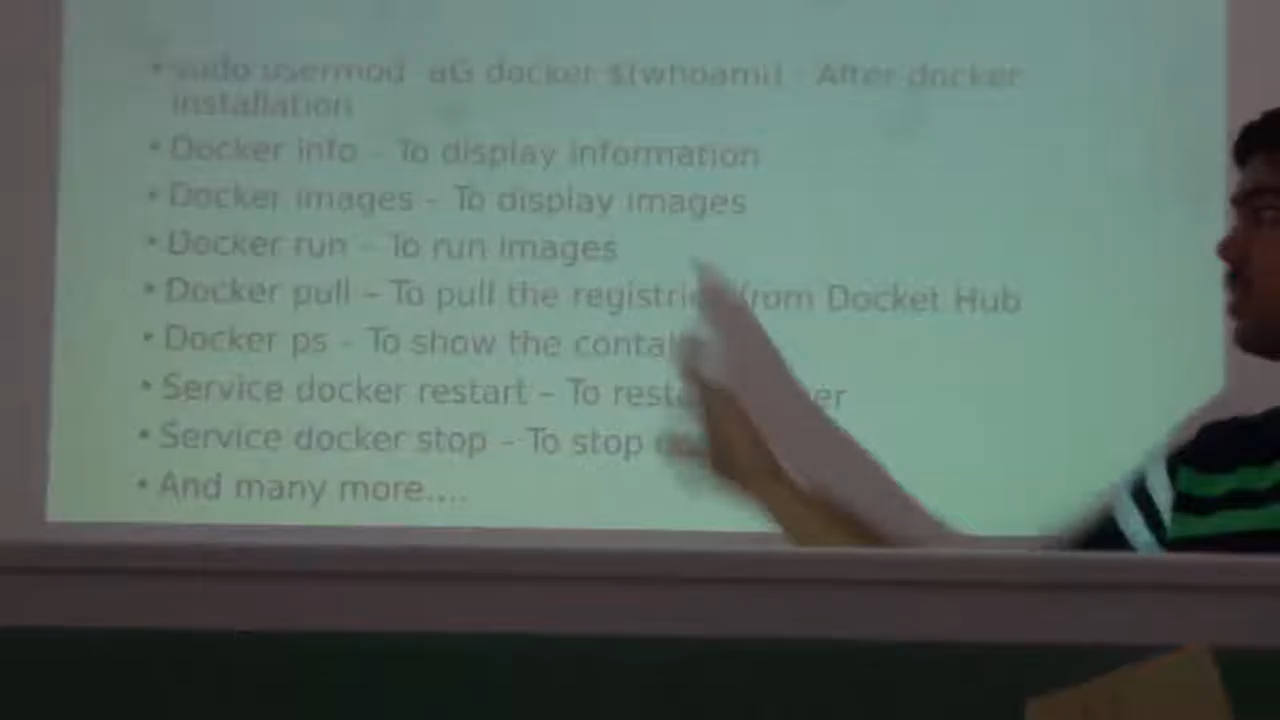 • sudo usermod -aG docker $(whoami) - After docker
installation
• Docker info – To display information
• Docker images – To display images
• Docker run – To run images
• Docker pull – To pull the registries from Docket Hub
• Docker ps – To show the
• Service docker restart – To
• Service docker stop – To stop
• And many more....